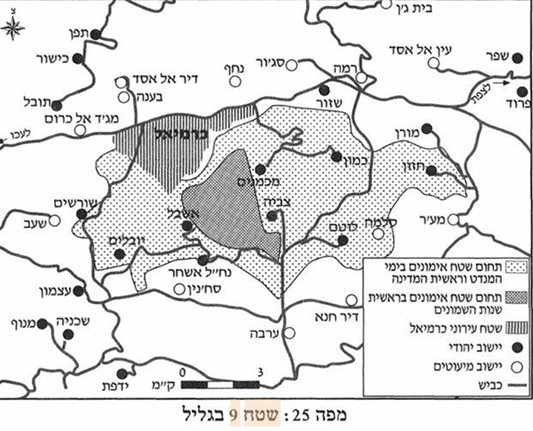 צ
בית ג'ן
תפן
כישור
תובל
דיר אל אסד
בענה
מג'ד אל כרום
לעכו
נחף
סג'ור
רמה
עין אל אסד
שפר
פרוד
לצפת
שזור
כרמיאל
מורן
חזון
כמון
מכמנים
צביה
אשבל
שורשים
שעב
יובלים
נח"ל אשחר
סח'נין
לוטם
סלמה
מע'ר
עצמון
מנוף
שכניה
ידפת
ערבה
דיר חנא
תחום שטח אימונים בימי
המנדט וראשית המדינה
תחום שטח אימונים בראשית
שנות השמונים
שטח עירוני כרמיאל
יישוב יהודי
יישוב מיעוטים
כביש
ק"מ 0 3
מפה 25: שטח 9 בגליל